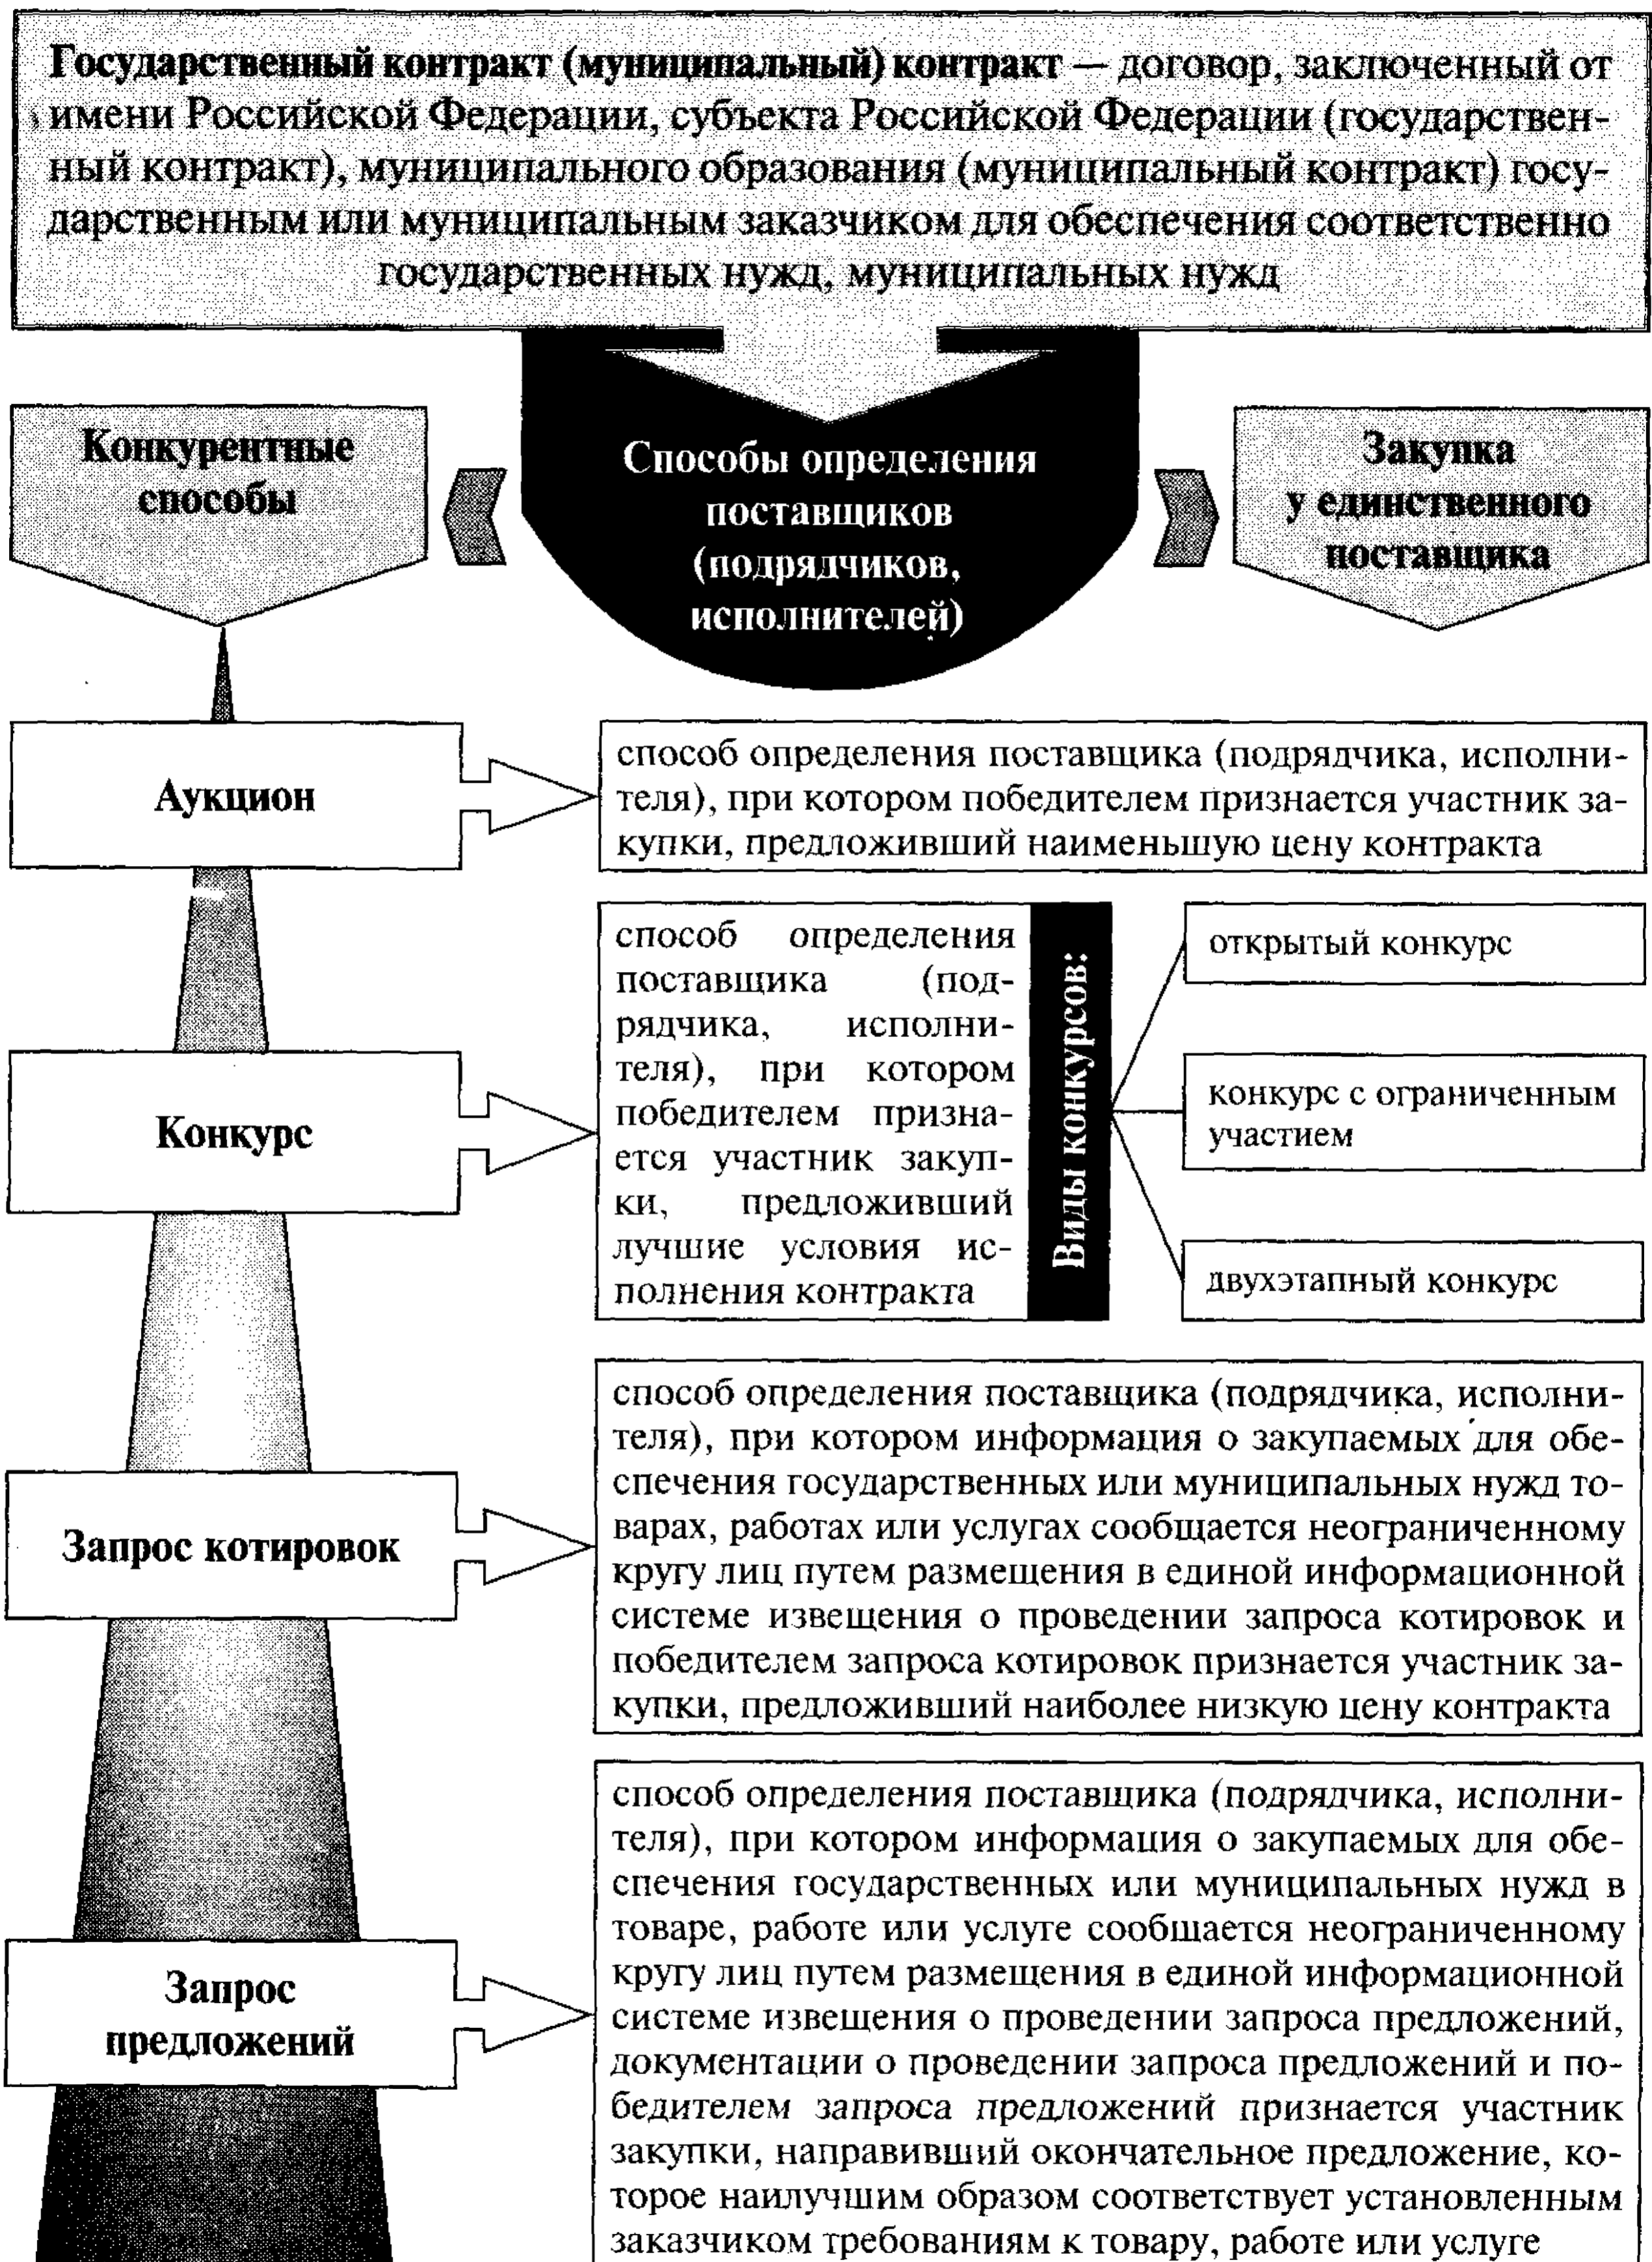 Государственный контракт (муниципальный) контракт — договор, заключенный от
имени Российской Федерации, субъекта Российской Федерации (государствен-
ный контракт), муниципального образования (муниципальный контракт) госу-
дарственным или муниципальным заказчиком для обеспечения соответственно
государственных нужд, муниципальных нужд
Конкурентные
способы
Способы определения
поставщиков
(подрядчиков,
исполнителей)
Закупка
у единственного
поставщика
Аукцион
способ определения поставщика (подрядчика, исполни-
теля), при котором победителем признается участник за-
купки, предложивший наименьшую цену контракта
Конкурс
способ определения
поставщика (под-
рядчика, исполни-
теля), при котором
победителем призна-
ется участник закуп-
ки, предложивший
лучшие условия ис-
полнения контракта
Виды конкурсов:
открытый конкурс
конкурс с ограниченным
участием
двухэтапный конкурс
Запрос котировок
способ определения поставщика (подрядчика, исполни-
теля), при котором информация о закупаемых для обе-
спечения государственных или муниципальных нужд то-
варах, работах или услугах сообщается неограниченному
кругу лиц путем размещения в единой информационной
системе извещения о проведении запроса котировок и
победителем запроса котировок признается участник за-
купки, предложивший наиболее низкую цену контракта
Запрос
предложений
способ определения поставщика (подрядчика, исполни-
теля), при котором информация о закупаемых для обе-
спечения государственных или муниципальных нужд в
товаре, работе или услуге сообщается неограниченному
кругу лиц путем размещения в единой информационной
системе извещения о проведении запроса предложений,
документации о проведении запроса предложений и по-
бедителем запроса предложений признается участник
закупки, направивший окончательное предложение, ко-
торое наилучшим образом соответствует установленным
заказчиком требованиям к товару, работе или услуге